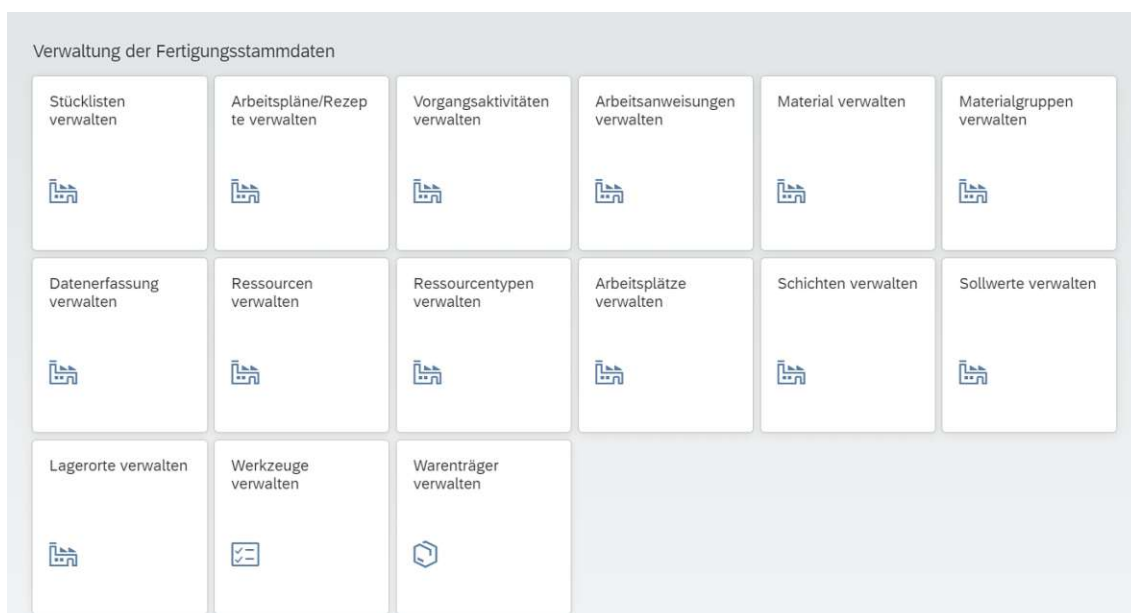 Verwaltung der Fertigungsstammdaten
Stücklisten
verwalten
Arbeitspläne/Rezep
te verwalten
Vorgangsaktivitäten
verwalten
Arbeitsanweisungen
verwalten
Material verwalten
Materialgruppen
verwalten
Datenerfassung
verwalten
Ressourcen
verwalten
Ressourcentypen
verwalten
Arbeitsplätze
verwalten
Schichten verwalten
Sollwerte verwalten
Lagerorte verwalten
Werkzeuge
verwalten
Warenträger
verwalten